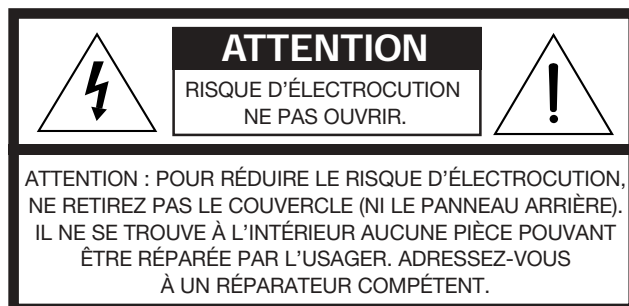 ATTENTION
RISQUE D'ÉLECTROCUTION
NE PAS OUVRIR.
ATTENTION : POUR RÉDUIRE LE RISQUE D'ÉLECTROCUTION,
NE RETIREZ PAS LE COUVERCLE (NI LE PANNEAU ARRIÈRE).
IL NE SE TROUVE À L'INTÉRIEUR AUCUNE PIÈCE POUVANT
ÊTRE RÉPARÉE PAR L'USAGER. ADRESSEZ-VOUS
À UN RÉPARATEUR COMPÉTENT.